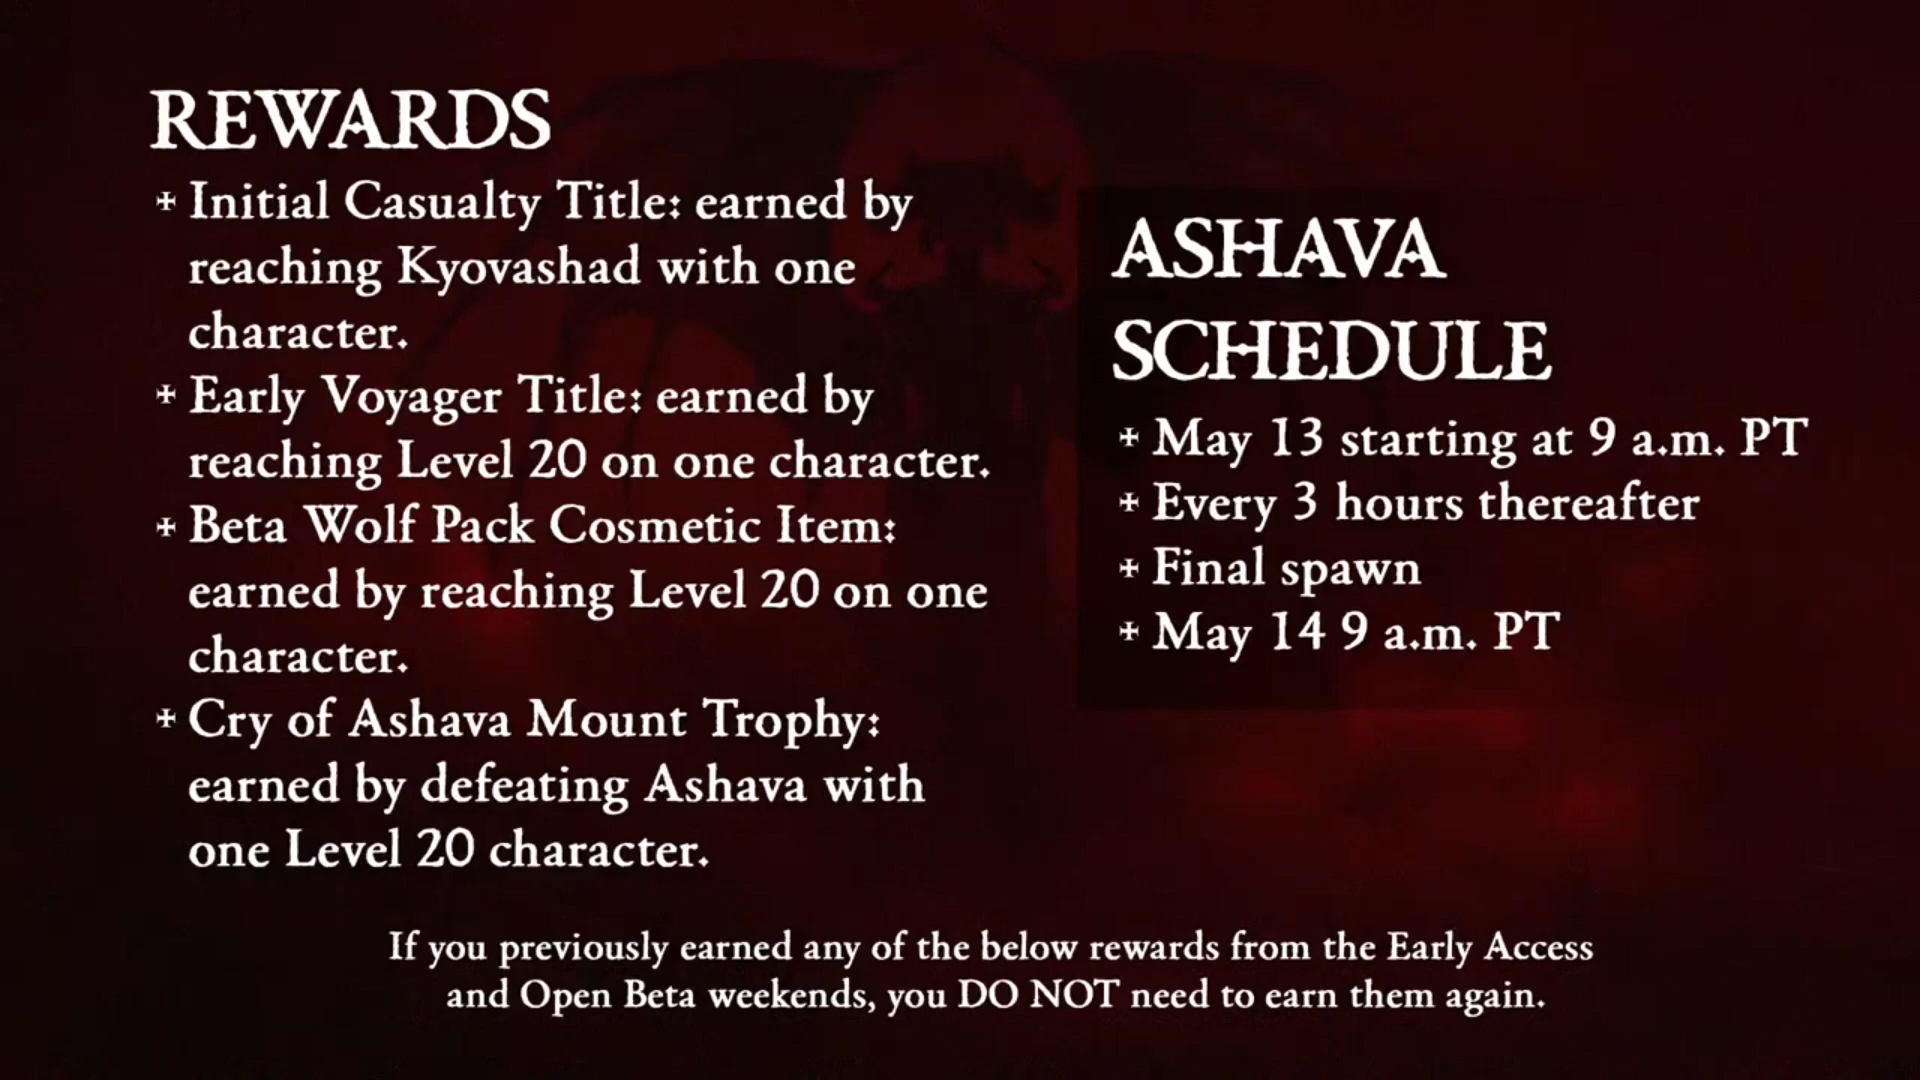 REWARDS
Initial Casualty Title: earned by
reaching Kyovashad with one
character.
Early Voyager Title: earned by
reaching Level 20 on one character.
Beta Wolf Pack Cosmetic Item:
earned by reaching Level 20 on one
character.
Cry of Ashava Mount Trophy:
earned by defeating Ashava with
one Level 20 character.
ASHAVA
SCHEDULE
May 13 starting at 9 a.m. PT
Every 3 hours thereafter
Final spawn
May 14 9 a.m. PT
If you previously earned any of the below rewards from the Early Access
and Open Beta weekends, you DO NOT need to earn them again.